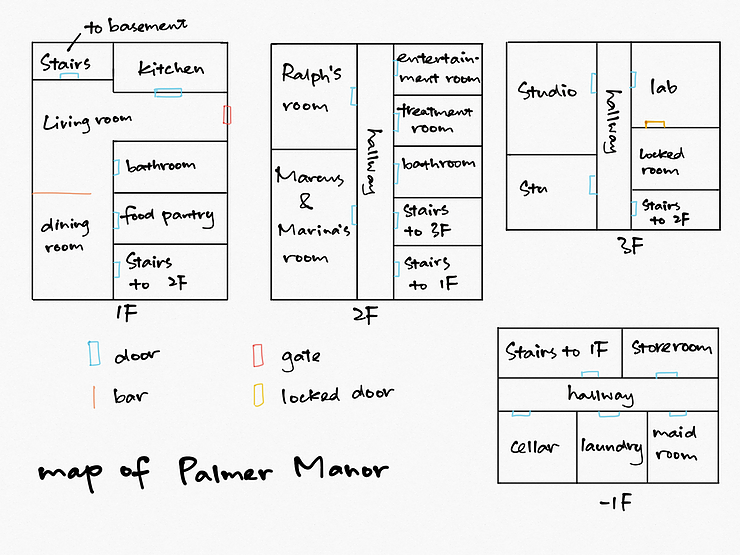 to basement
Stairs
Kitchen
Living room
bathroom
dining
room
food pantry
Stairs
to 2F
1F
Ralph's
room
Marcus
&
Marina's
room
hallway
entertain-
ment room
treatment
room
bathroom
Stairs
to 3F
Stairs
to 1F
2F
Studio
Stu
hallway
lab
locked
room
Stairs
to 2F
3F
door
bar
gate
locked door
Stairs to 1F
storeroom
hallway
cellar
laundry
maid
room
-1F
map of Palmer Manor